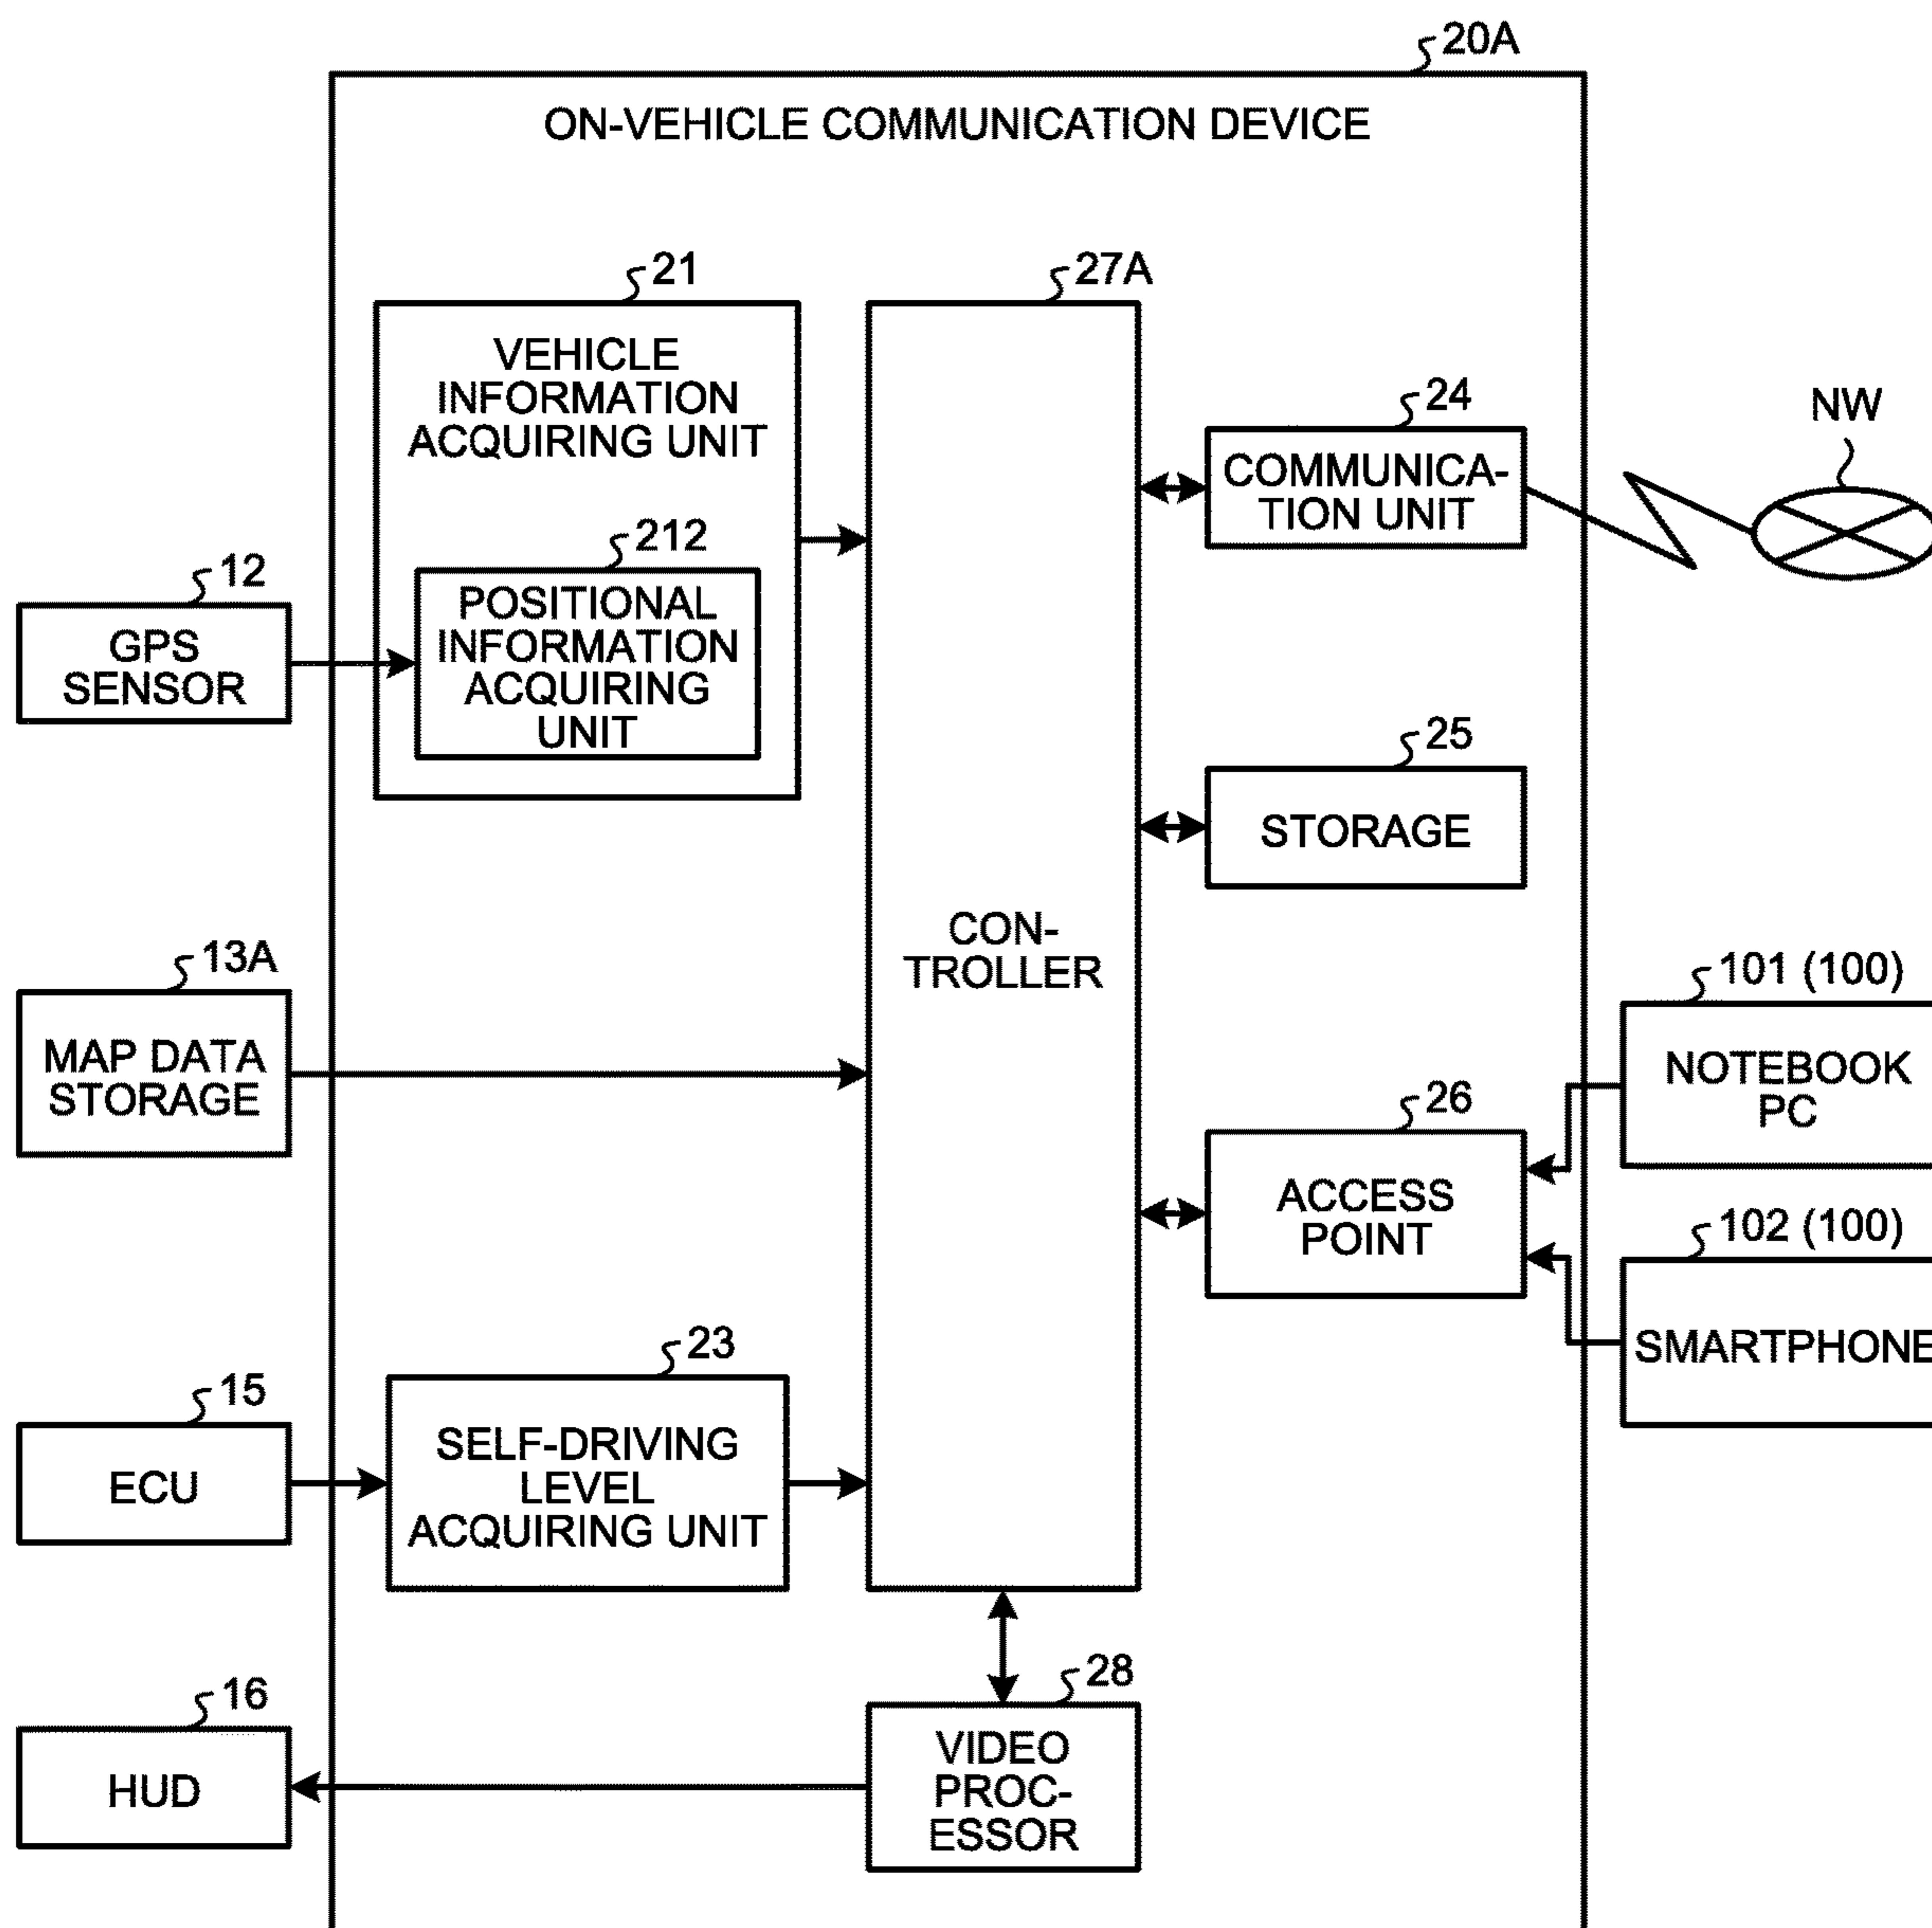 20A
ON-VEHICLE COMMUNICATION DEVICE
21
VEHICLE
INFORMATION
ACQUIRING UNIT
212
POSITIONAL
INFORMATION
ACQUIRING
UNIT
12
GPS
SENSOR
27A
CON-
TROLLER
24
COMMUNICA-
TION UNIT
NW
25
STORAGE
13A
MAP DATA
STORAGE
26
ACCESS
POINT
101 (100)
NOTEBOOK
PC
102 (100)
SMARTPHONE
15
ECU
23
SELF-DRIVING
LEVEL
ACQUIRING UNIT
16
HUD
28
VIDEO
PROC-
ESSOR